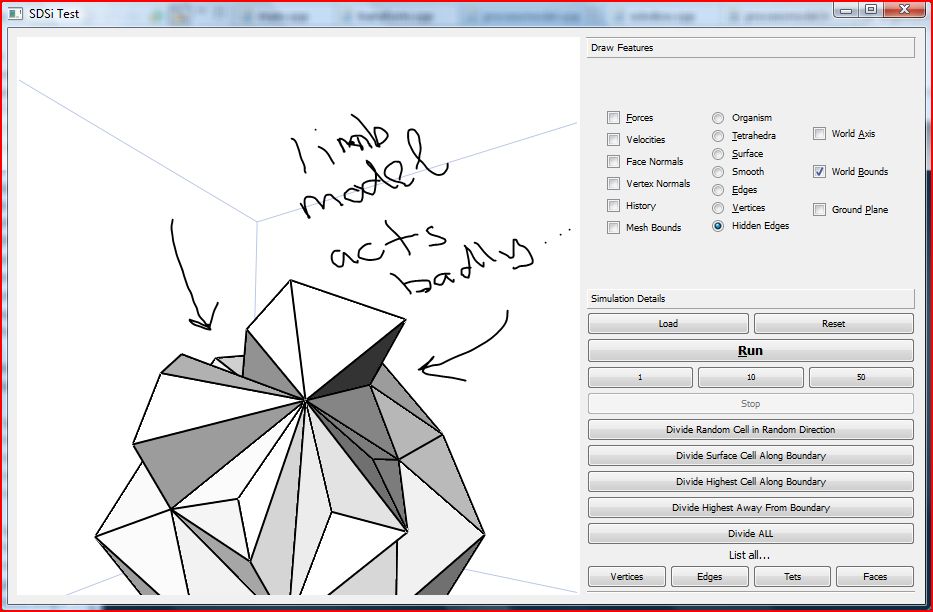 SDSi Test
limb
model
acts
badly...
Draw Features
Forces
Velocities
Face Normals
Vertex Normals
History
Mesh Bounds
Organism
Tetrahedra
Surface
Smooth
Edges
Vertices
Hidden Edges
World Axis
World Bounds
Ground Plane
Simulation Details
Load Reset
Run
1 10 50
Stop
Divide Random Cell in Random Direction
Divide Surface Cell Along Boundary
Divide Highest Cell Along Boundary
Divide Highest Away From Boundary
Divide ALL
List all...
Vertices Edges Tets Faces